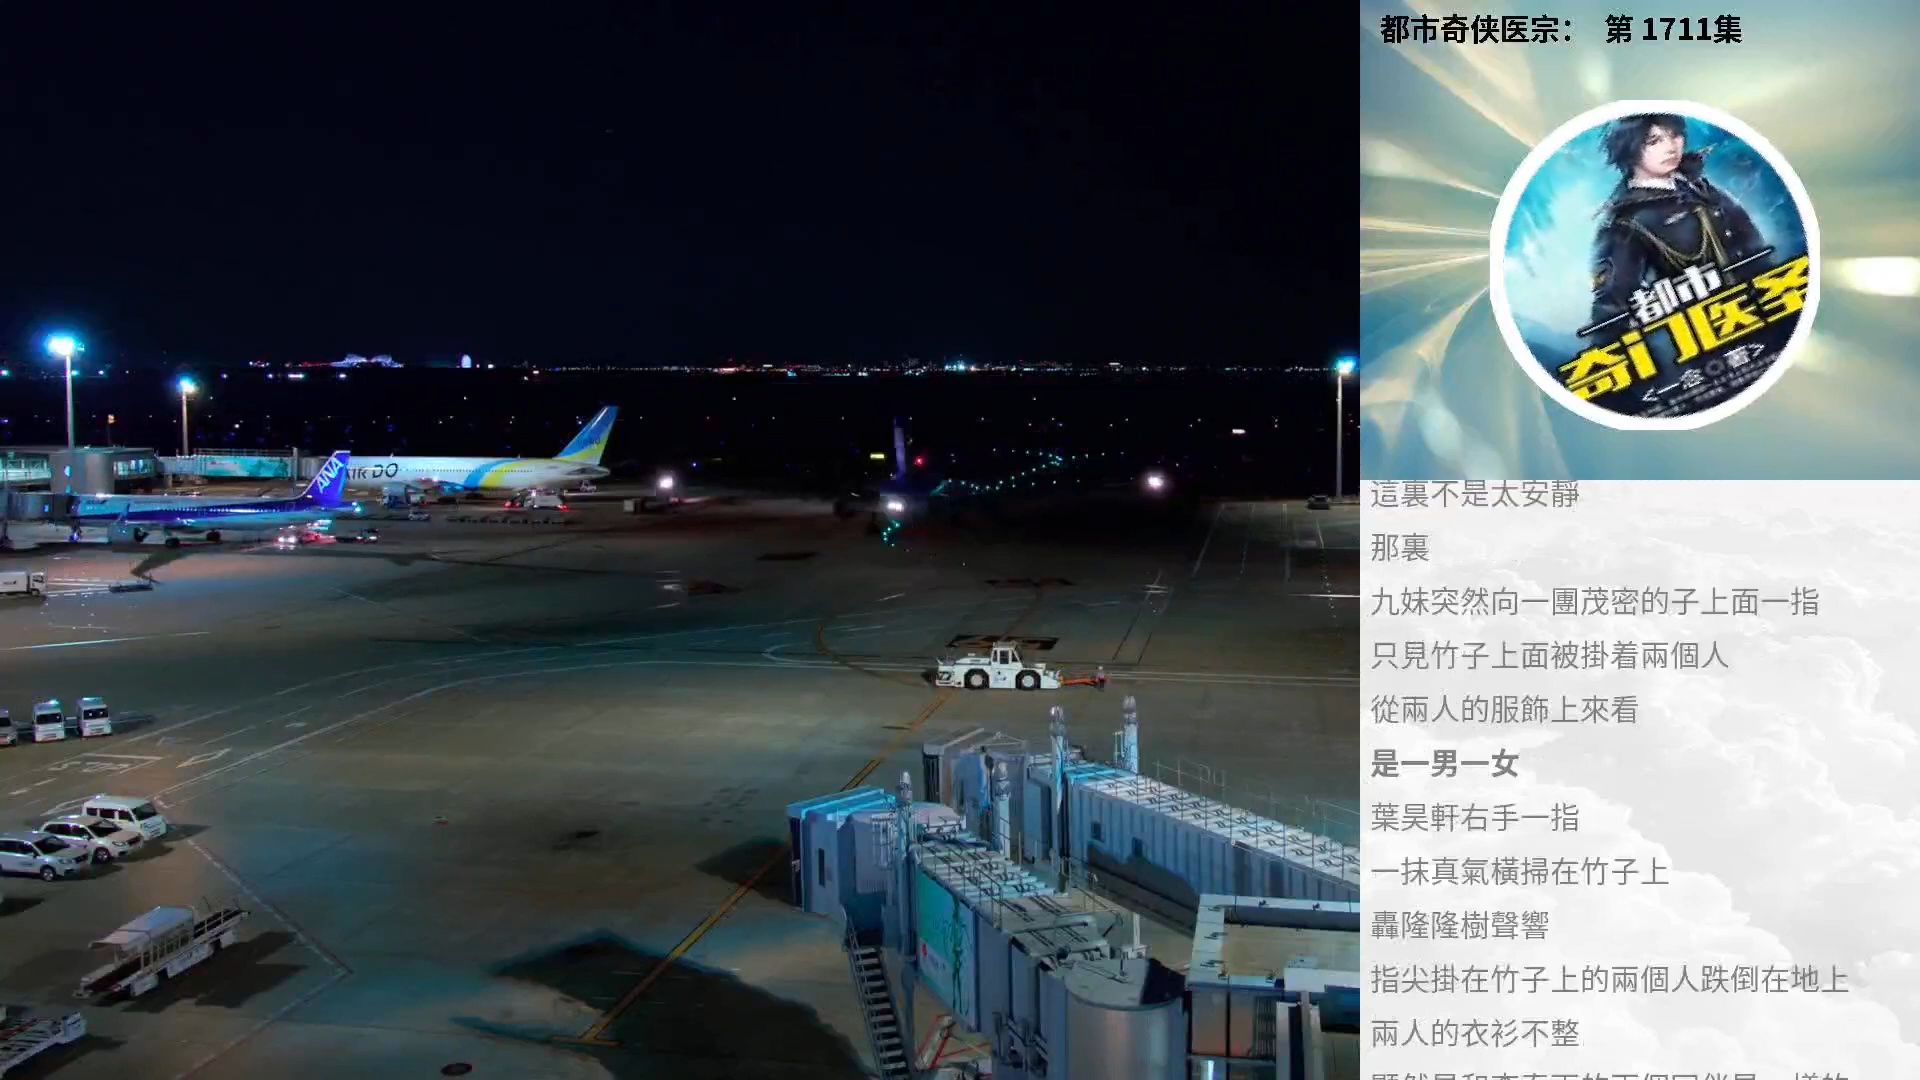 都市奇侠医宗： 第 1711集
都市
奇门医圣
ANA
AIR DO
這裏不是太安靜
那裏
九妹突然向一團茂密的子上面一指
只見竹子上面被掛着兩個人
從兩人的服飾上來看
是一男一女
葉昊軒右手一指
一抹真氣橫掃在竹子上
轟隆隆樹聲響
指尖掛在竹子上的兩個人跌倒在地上
兩人的衣衫不整